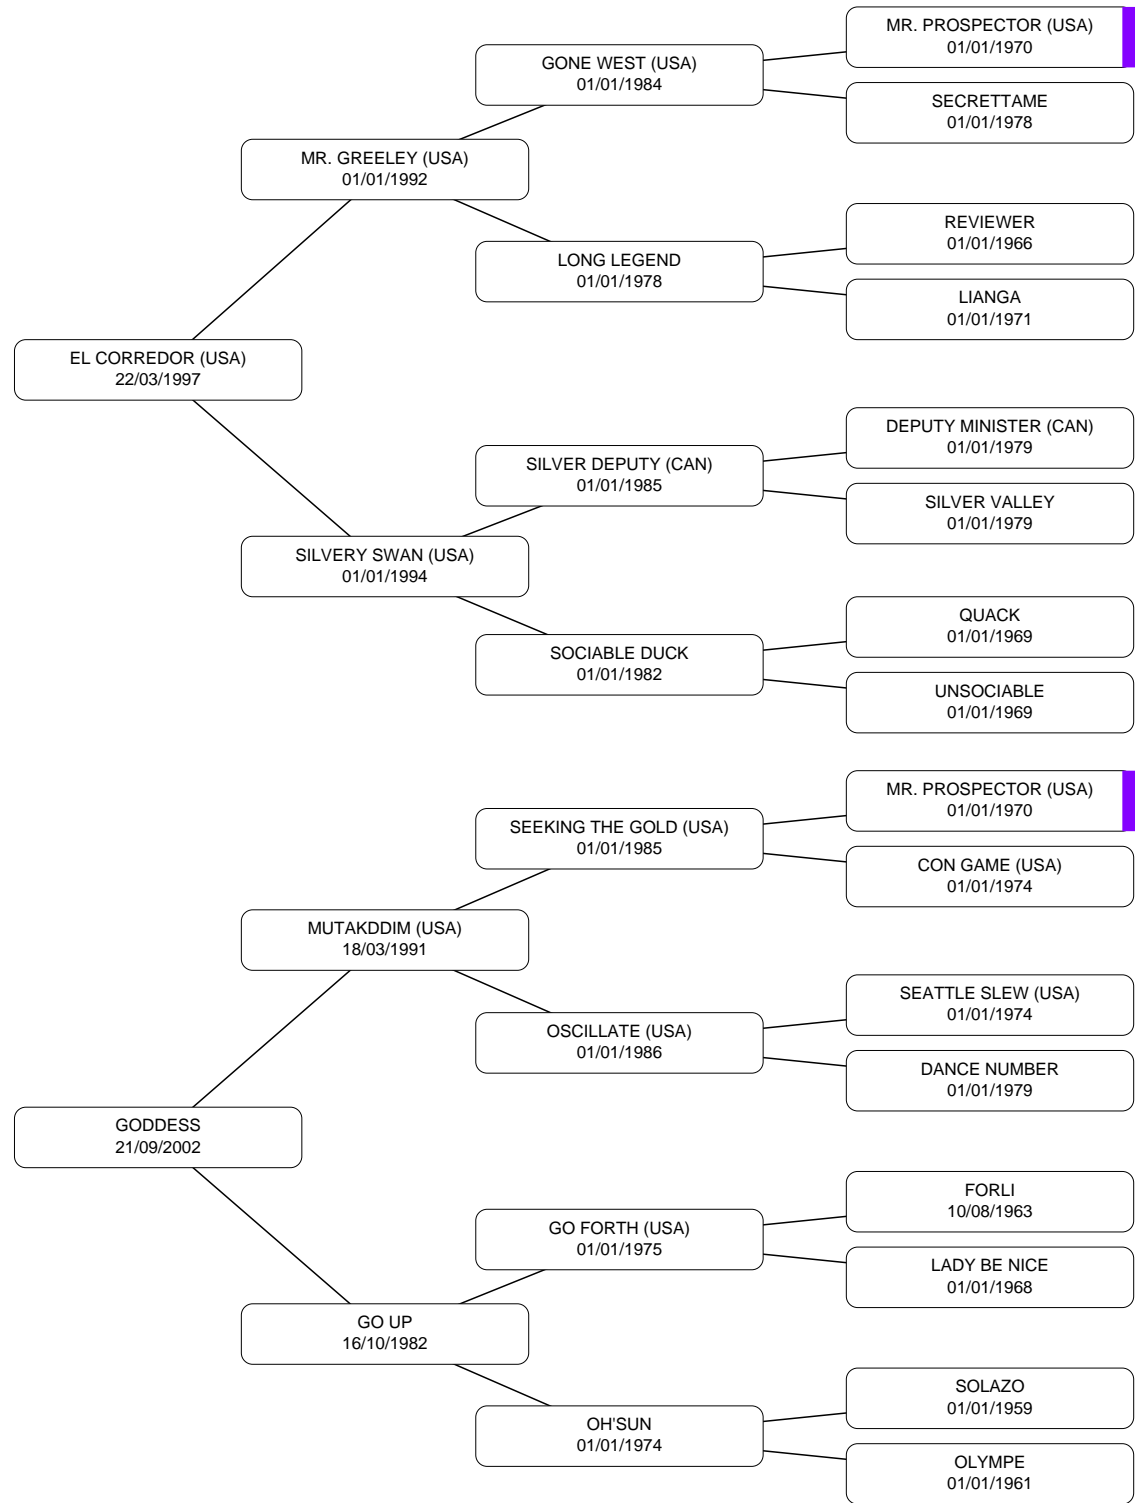 MR. PROSPECTOR (USA)
01/01/1970
GONE WEST (USA)
01/01/1984
SECRETTAME
01/01/1978
MR. GREELEY (USA)
01/01/1992
REVIEWER
01/01/1966
LONG LEGEND
01/01/1978
LIANGA
01/01/1971
EL CORREDOR (USA)
22/03/1997
DEPUTY MINISTER (CAN)
01/01/1979
SILVER DEPUTY (CAN)
01/01/1985
SILVER VALLEY
01/01/1979
SILVERY SWAN (USA)
01/01/1994
QUACK
01/01/1969
SOCIABLE DUCK
01/01/1982
UNSOCIABLE
01/01/1969
MR. PROSPECTOR (USA)
01/01/1970
SEEKING THE GOLD (USA)
01/01/1985
CON GAME (USA)
01/01/1974
MUTAKDDIM (USA)
18/03/1991
SEATTLE SLEW (USA)
01/01/1974
OSCILLATE (USA)
01/01/1986
DANCE NUMBER
01/01/1979
GODDESS
21/09/2002
FORLI
10/08/1963
GO FORTH (USA)
01/01/1975
LADY BE NICE
01/01/1968
GO UP
16/10/1982
SOLAZO
01/01/1959
OH'SUN
01/01/1974
OLYMPE
01/01/1961